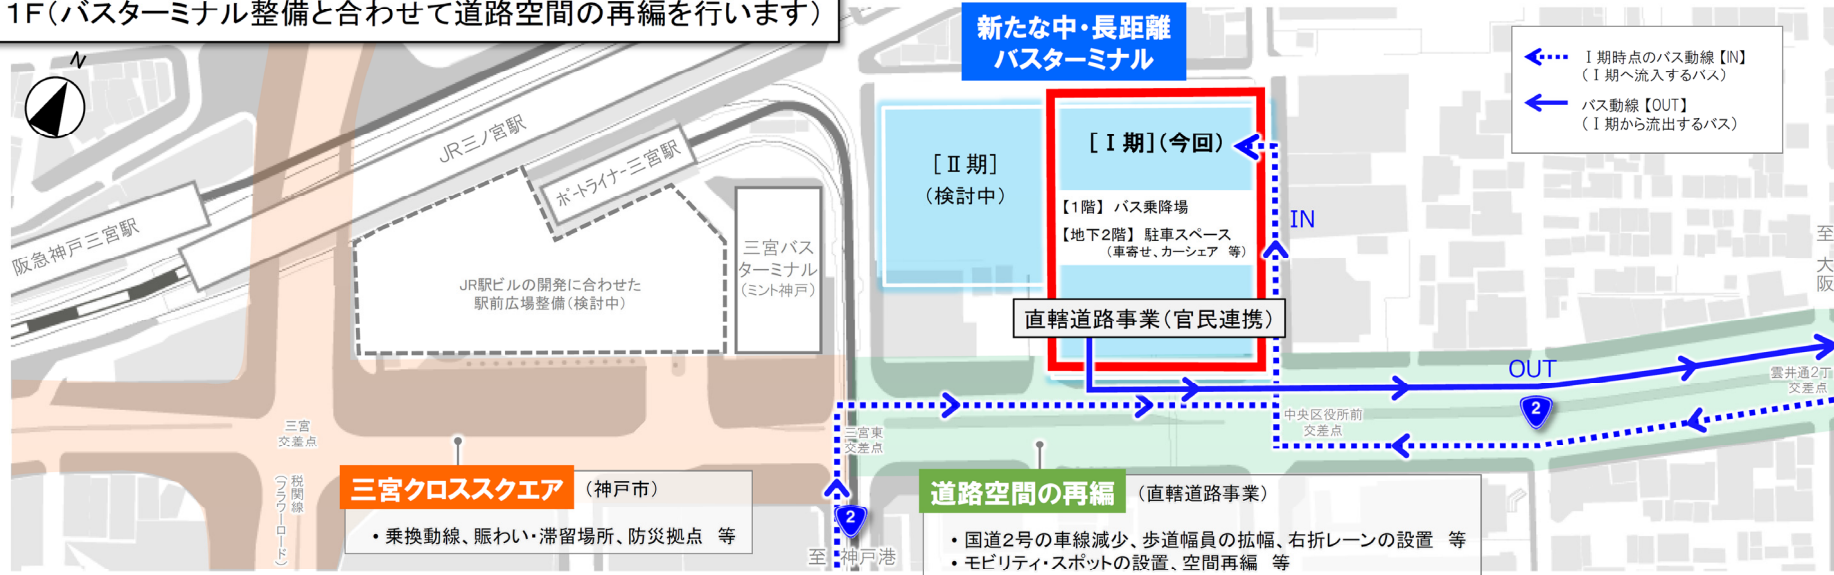 1F(バスターミナル整備と合わせて道路空間の再編を行います)
N
新たな中・長距離
バスターミナル
Ⅰ期時点のバス動線【IN】
(Ⅰ期へ流入するバス)
バス動線【OUT】
(Ⅰ期から流出するバス)
JR三ノ宮駅
ポートライナー三宮駅
阪急神戸三宮駅
[Ⅱ期]
(検討中)
[Ⅰ期](今回)
【1階】 バス乗降場
【地下2階】 駐車スペース
(車寄せ、カーシェア 等)
IN
至 大阪
三宮バス
ターミナル
(ミント神戸)
JR駅ビルの開発に合わせた
駅前広場整備(検討中)
直轄道路事業(官民連携)
OUT
雲井通2丁
交差点
2
中央区役所前
交差点
三宮
交差点
三宮東
交差点
税関線
(フラワーロード)
三宮クロススクエア (神戸市)
・乗換動線、賑わい・滞留場所、防災拠点 等
2
至 神戸港
道路空間の再編 (直轄道路事業)
・国道2号の車線減少、歩道幅員の拡幅、右折レーンの設置 等
・モビリティ・スポットの設置、空間再編 等